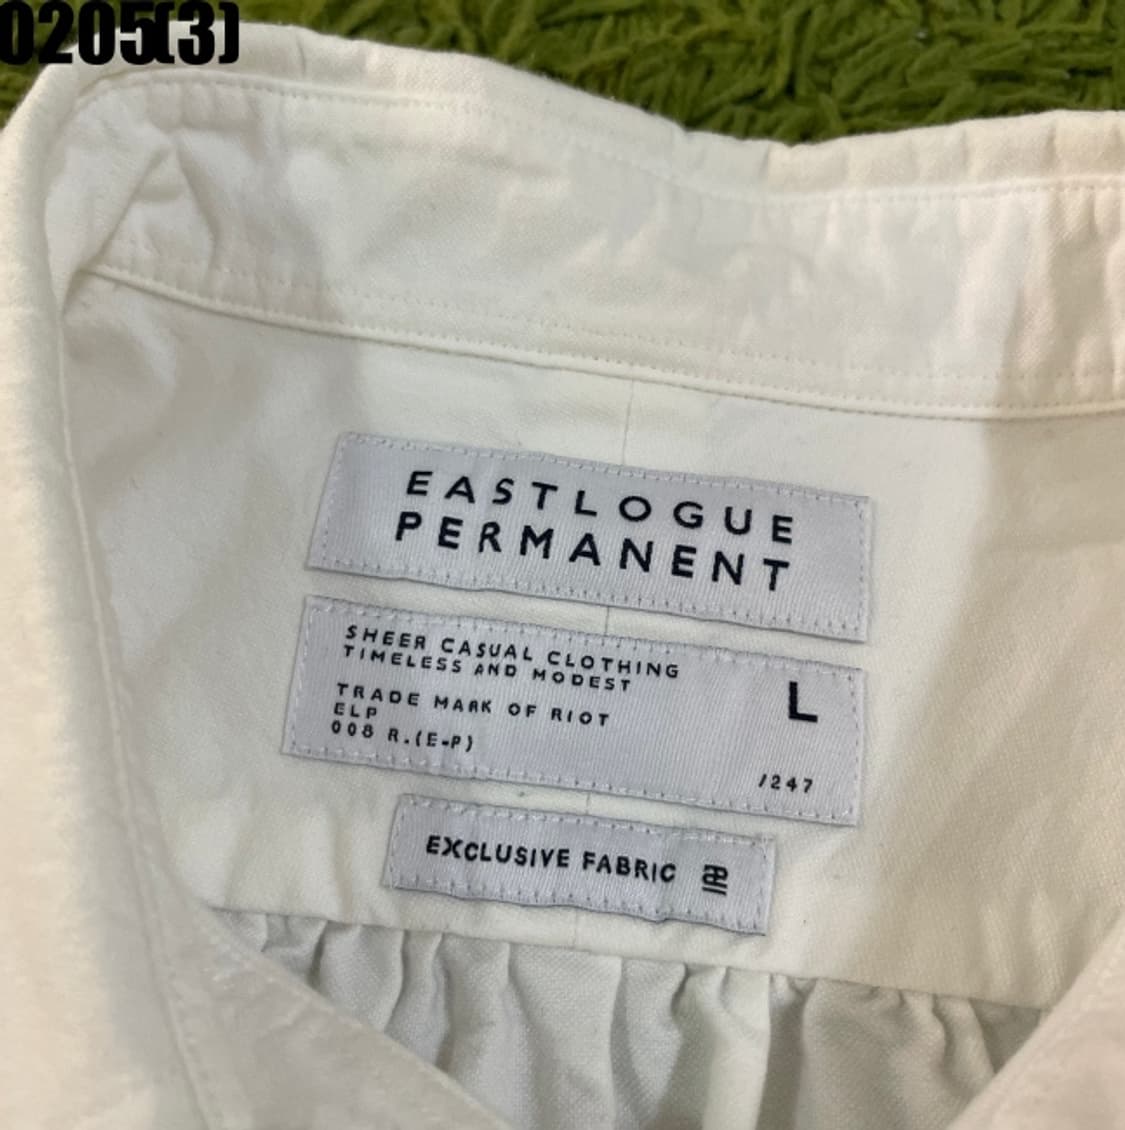 0205(3)
EASTLOGUE
PERMANENT
SHEER CASUAL CLOTHING
TIMELESS AND MODEST
L
TRADE MARK OF RIOT
ELP
008 R.(E-P)
/247
EXCLUSIVE FABRIC